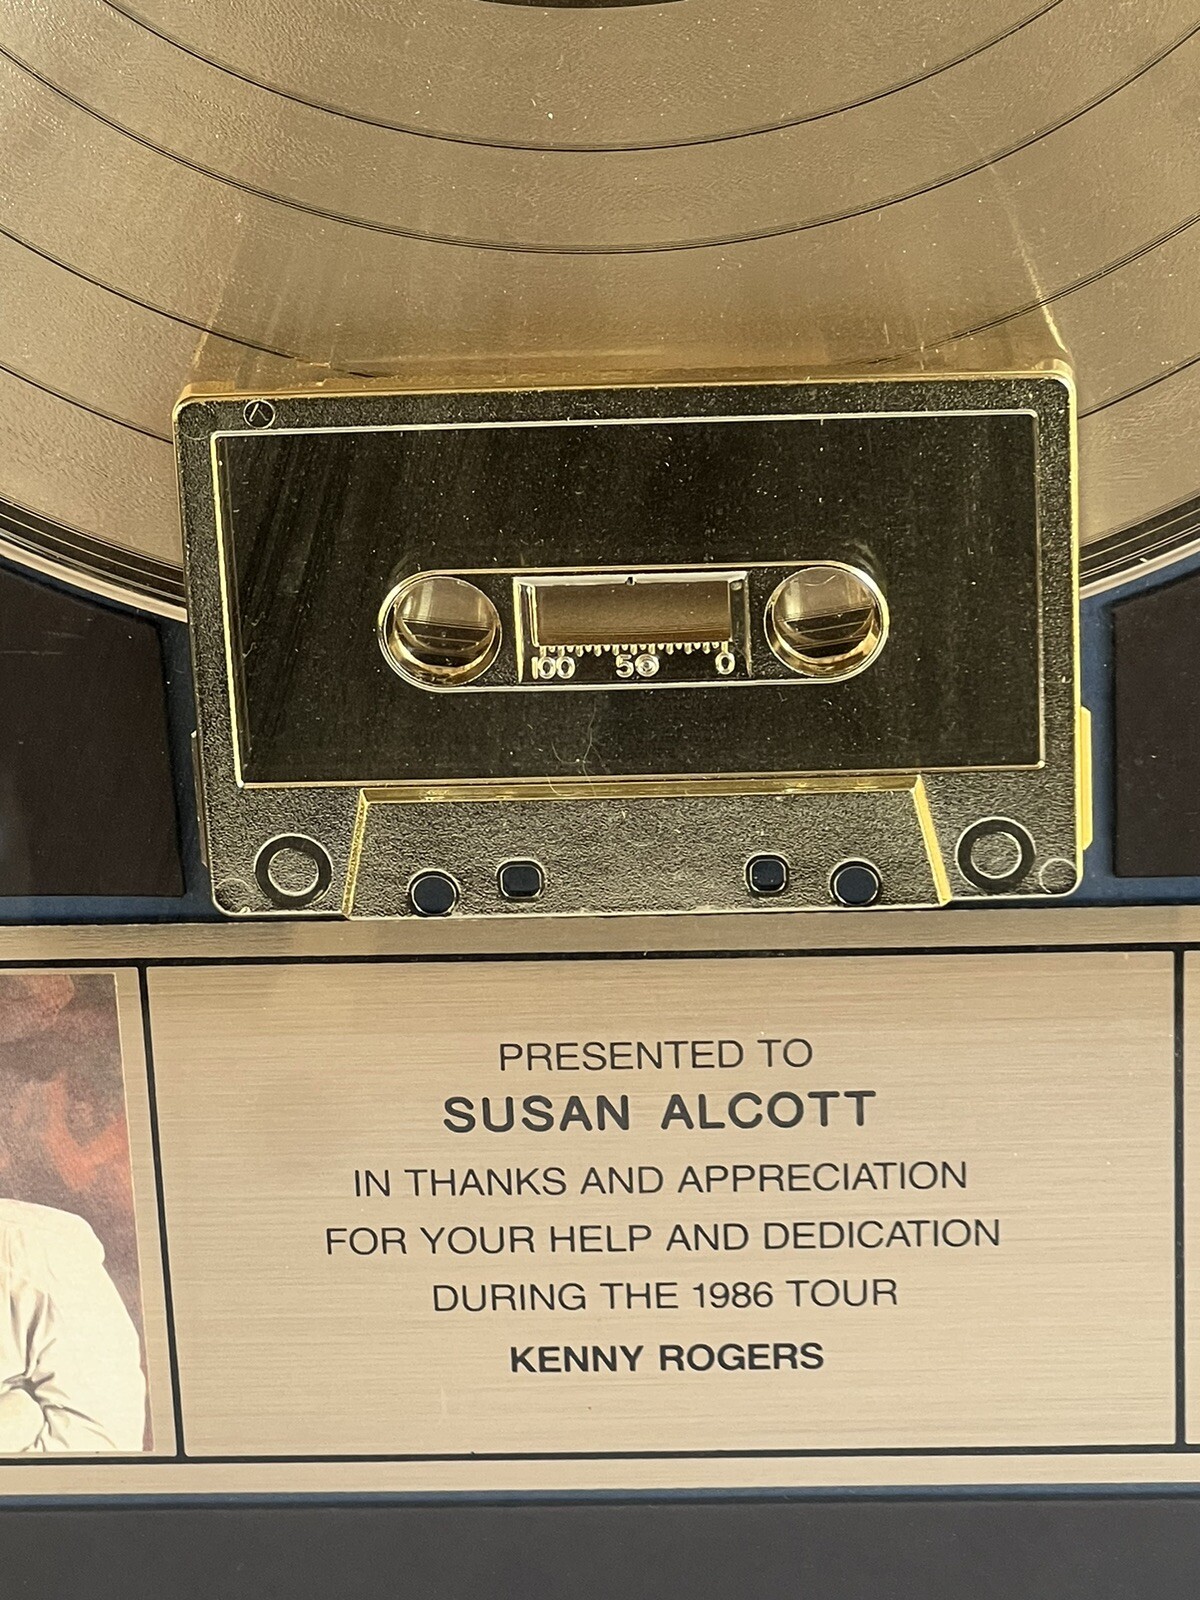 100 50 0
PRESENTED TO
SUSAN ALCOTT
IN THANKS AND APPRECIATION
FOR YOUR HELP AND DEDICATION
DURING THE 1986 TOUR
KENNY ROGERS